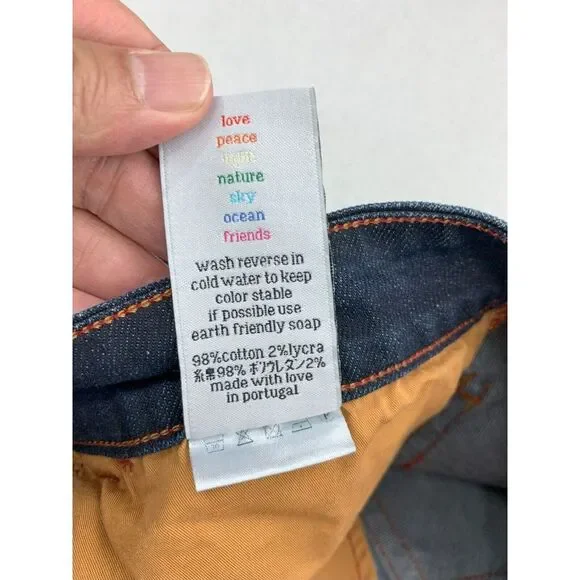 love
peace
light
nature
sky
ocean
friends
wash reverse in
cold water to keep
color stable
if possible use
earth friendly soap
98%cotton 2%lycra
糸:綿98% ポリウレタン2%
made with love
in portugal